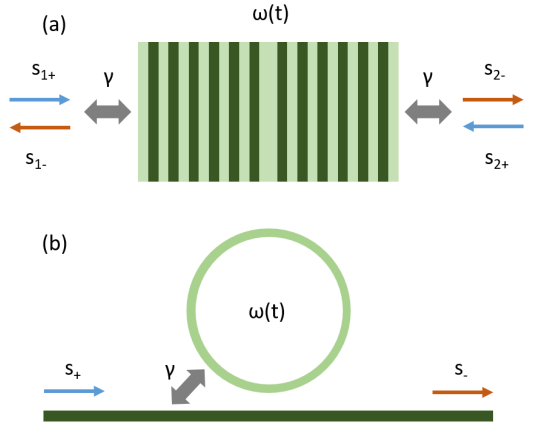 (a)
ω(t)
s1+
γ
γ
s2-
s1-
s2+
(b)
ω(t)
s+
γ
s-